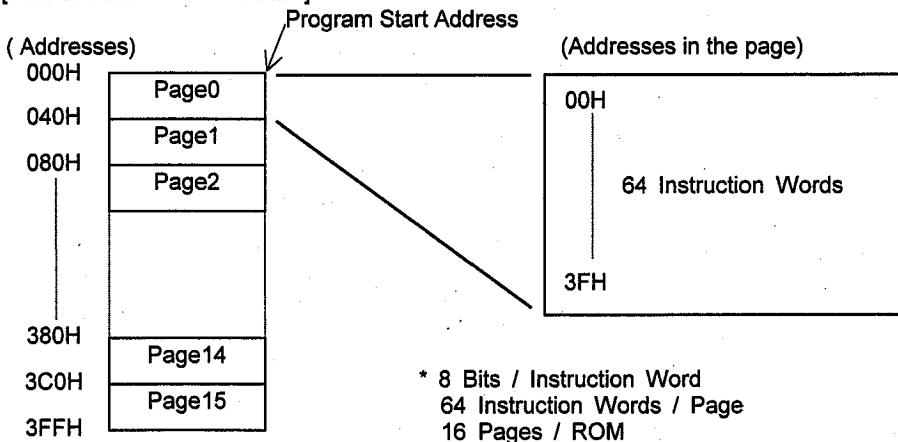 Program Start Address
( Addresses)
(Addresses in the page)
000H
Page0
00H
040H
Page1
080H
Page2
64 Instruction Words
3FH
380H
Page14
3C0H
Page15
3FFH
* 8 Bits / Instruction Word
64 Instruction Words / Page
16 Pages / ROM